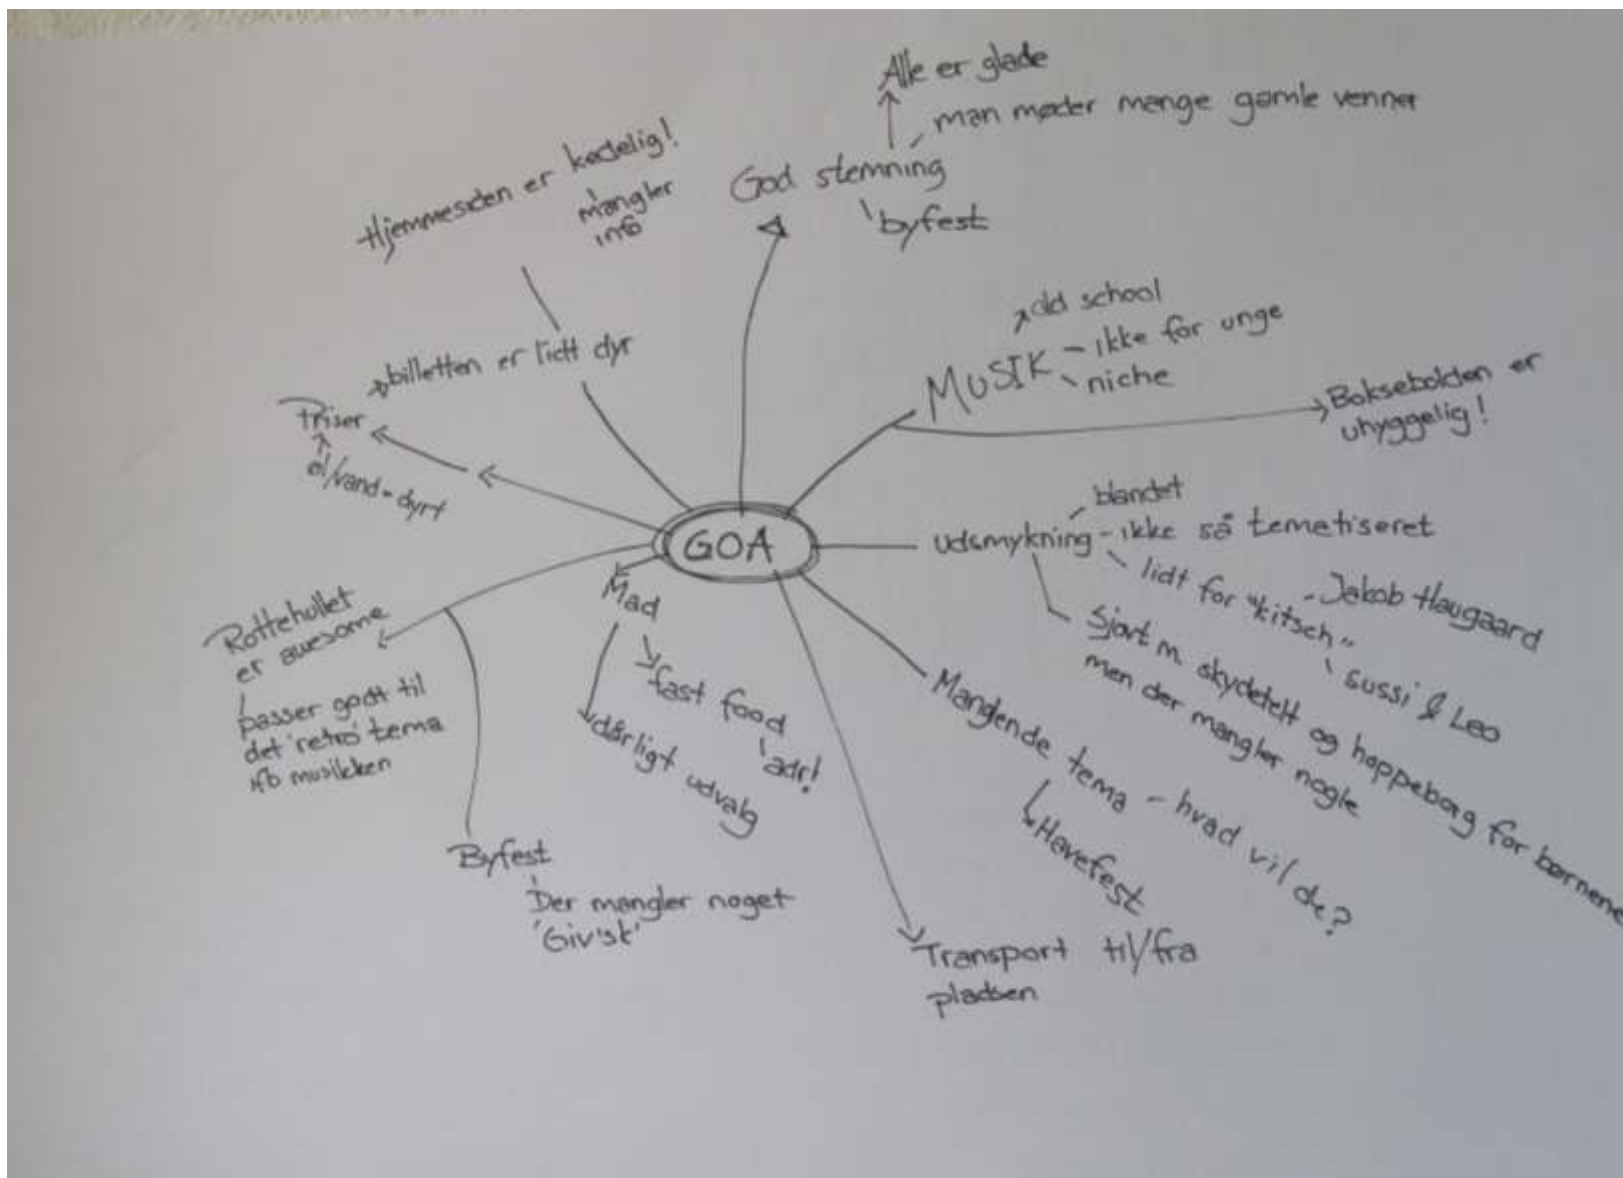 GOA
God stemning
Alle er glade
man møder mange gamle venner
byfest
MUSIK
old school
ikke for unge
niche
Boksebolden er
uhyggelig!
udsmykning
blandet
ikke så temetiseret
lidt for "kitsch"
Jakob Haugaard
sussi & Leo
Sjovt m. skydetelt og hoppeborg for børnene
men der mangler nogle
Manglende tema - hvad vil de?
Havefest
Transport til/fra
pladsen
Mad
fast food
adr!
dårligt udvalg
Byfest
Der mangler noget
'Giv'sk'
Rottehullet
er awesome
passer godt til
det 'retro' tema
ifb musikken
Priser
øl/vand = dyrt
billetten er lidt dyr
Hjemmesiden er kedelig!
mangler
info